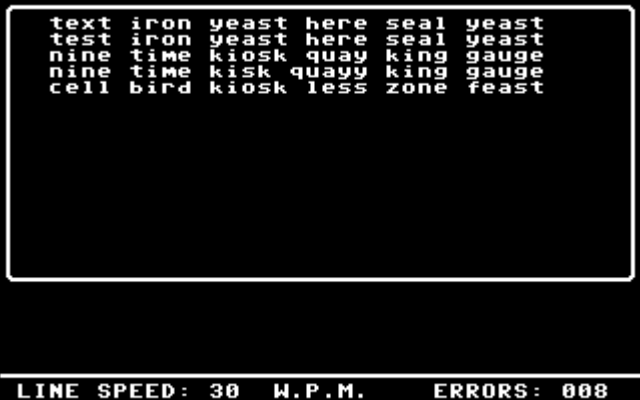 text iron yeast here seal yeast
test iron yeast here seal yeast
nine time kiosk quay king gauge
nine time kisk quayy king gauge
cell bird kiosk less zone feast
LINE SPEED: 30 W.P.M. ERRORS: 008